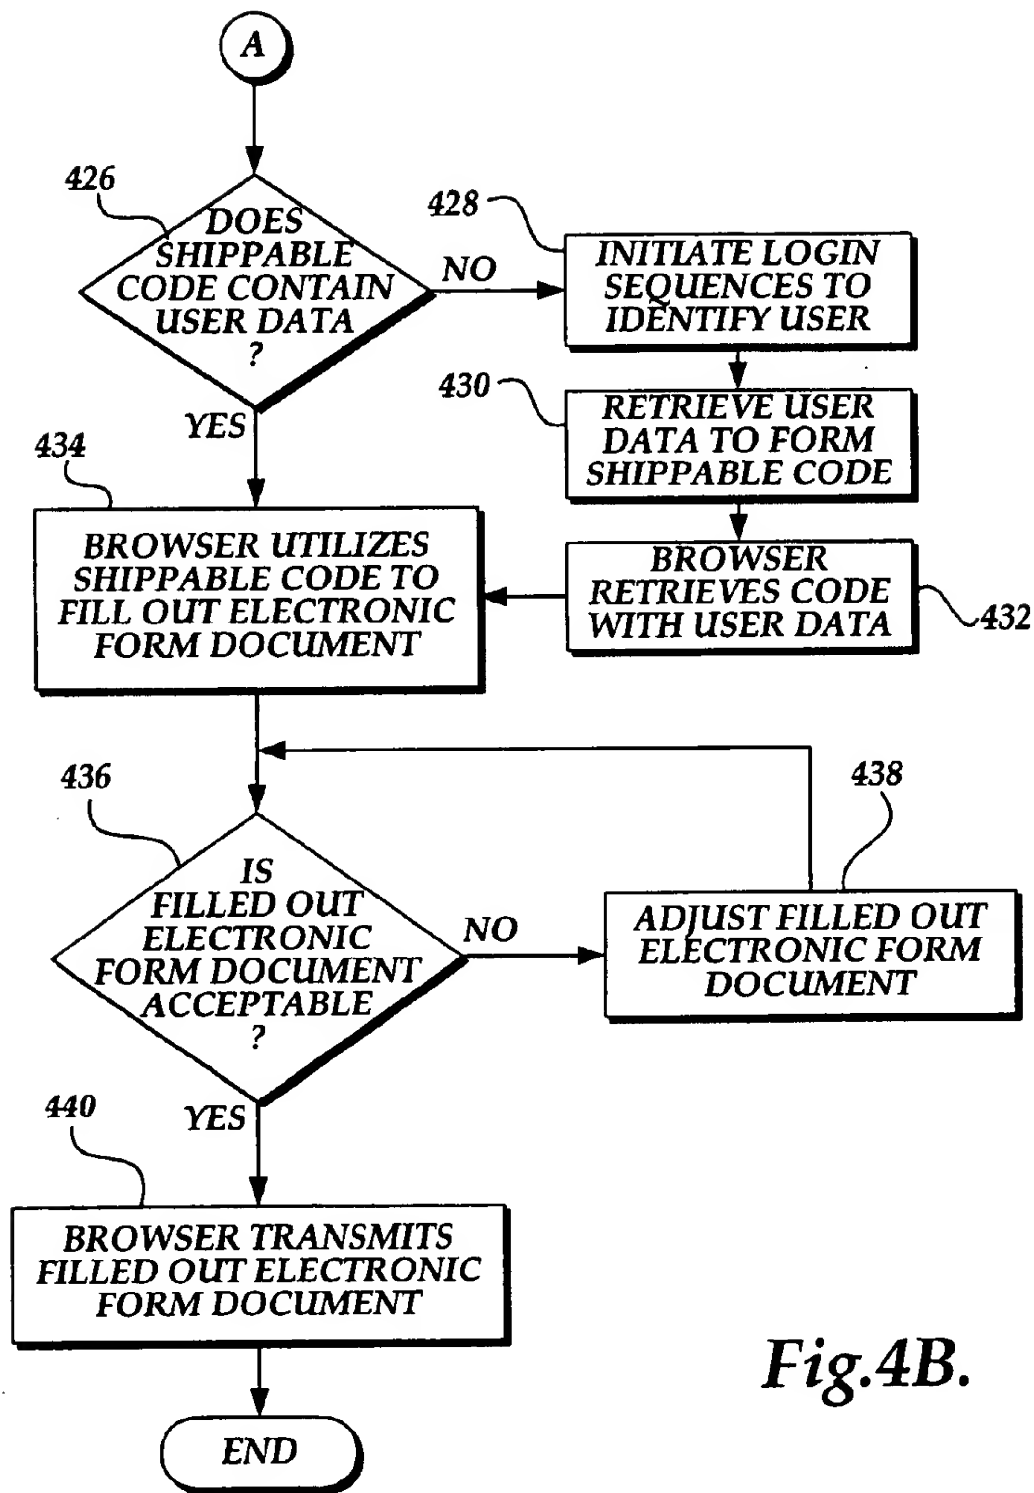 A
426
DOES
SHIPPABLE
CODE CONTAIN
USER DATA
?
NO
YES
428
INITIATE LOGIN
SEQUENCES TO
IDENTIFY USER
430
RETRIEVE USER
DATA TO FORM
SHIPPABLE CODE
432
BROWSER
RETRIEVES CODE
WITH USER DATA
434
BROWSER UTILIZES
SHIPPABLE CODE TO
FILL OUT ELECTRONIC
FORM DOCUMENT
436
IS
FILLED OUT
ELECTRONIC
FORM DOCUMENT
ACCEPTABLE
?
NO
YES
438
ADJUST FILLED OUT
ELECTRONIC FORM
DOCUMENT
440
BROWSER TRANSMITS
FILLED OUT ELECTRONIC
FORM DOCUMENT
END
Fig.4B.